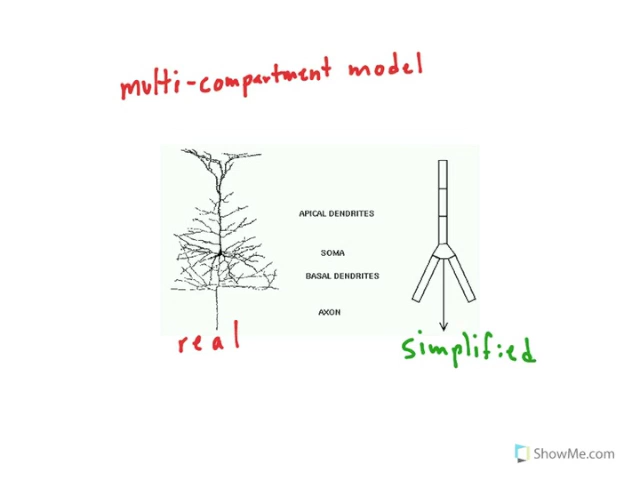 multi-compartment model
APICAL DENDRITES
SOMA
BASAL DENDRITES
AXON
real
simplified
ShowMe.com